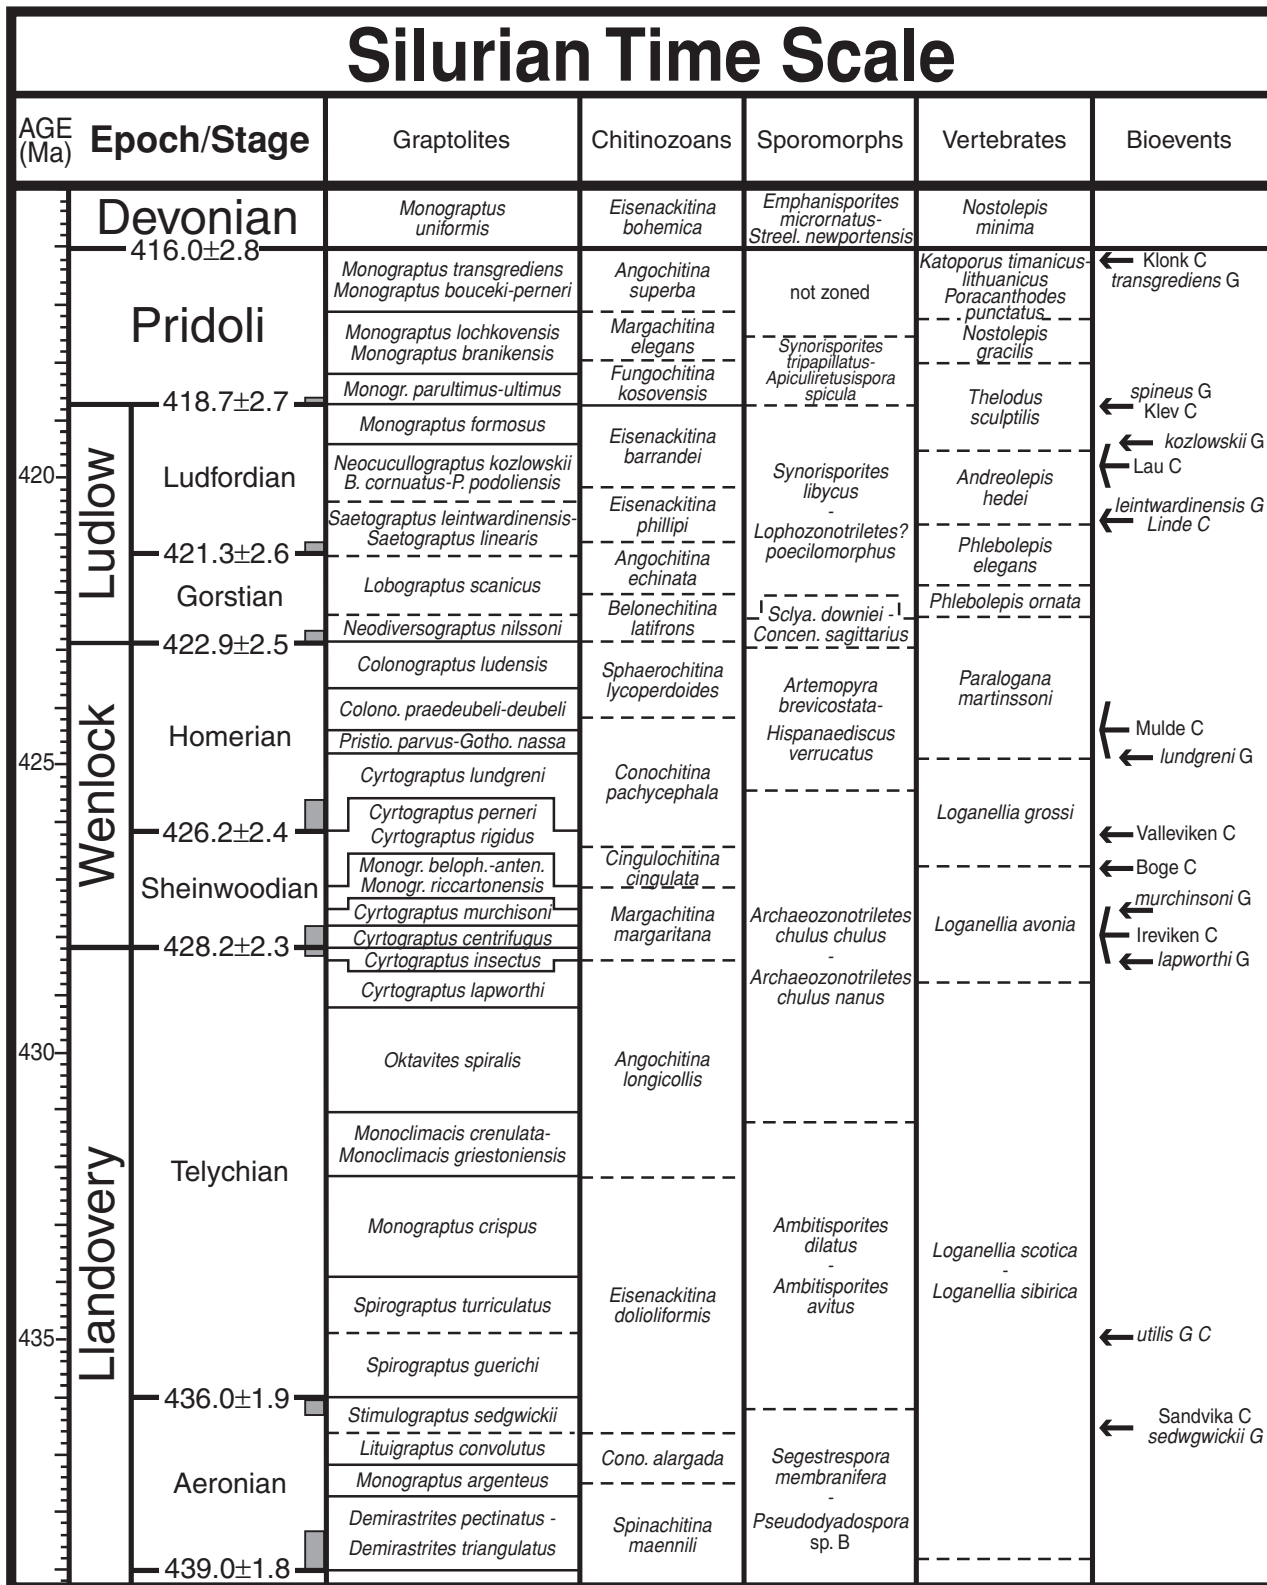 Silurian Time Scale
AGE
(Ma)
Epoch/Stage
Graptolites
Chitinozoans
Sporomorphs
Vertebrates
Bioevents
Devonian
416.0±2.8
Pridoli
418.7±2.7
Ludlow
Ludfordian
421.3±2.6
Gorstian
422.9±2.5
Wenlock
Homerian
426.2±2.4
Sheinwoodian
428.2±2.3
Llandovery
Telychian
436.0±1.9
Aeronian
439.0±1.8
420
425
430
435
Monograptus
uniformis
Monograptus transgrediens
Monograptus bouceki-perneri
Monograptus lochkovensis
Monograptus branikensis
Monogr. parultimus-ultimus
Monograptus formosus
Neocucullograptus kozlowskii
B. cornuatus-P. podoliensis
Saetograptus leintwardinensis-
Saetograptus linearis
Lobograptus scanicus
Neodiversograptus nilssoni
Colonograptus ludensis
Colono. praedeubeli-deubeli
Pristio. parvus-Gotho. nassa
Cyrtograptus lundgreni
Cyrtograptus perneri
Cyrtograptus rigidus
Monogr. beloph.-anten.
Monogr. riccartonensis
Cyrtograptus murchisoni
Cyrtograptus centrifugus
Cyrtograptus insectus
Cyrtograptus lapworthi
Oktavites spiralis
Monoclimacis crenulata-
Monoclimacis griestoniensis
Monograptus crispus
Spirograptus turriculatus
Spirograptus guerichi
Stimulograptus sedgwickii
Lituigraptus convolutus
Monograptus argenteus
Demirastrites pectinatus -
Demirastrites triangulatus
Eisenackitina
bohemica
Angochitina
superba
Margachitina
elegans
Fungochitina
kosovensis
Eisenackitina
barrandei
Eisenackitina
phillipi
Angochitina
echinata
Belonechitina
latifrons
Sphaerochitina
lycoperdoides
Conochitina
pachycephala
Cingulochitina
cingulata
Margachitina
margaritana
Angochitina
longicollis
Eisenackitina
dolioliformis
Cono. alargada
Spinachitina
maennili
Emphanisporites
micrornatus-
Streel. newportensis
not zoned
Synorisporites
tripapillatus-
Apiculiretusispora
spicula
Synorisporites
libycus
-
Lophozonotriletes?
poecilomorphus
Sclya. downiei -
Concen. sagittarius
Artemopyra
brevicostata-
Hispanaediscus
verrucatus
Archaeozonotriletes
chulus chulus
-
Archaeozonotriletes
chulus nanus
Ambitisporites
dilatus
-
Ambitisporites
avitus
Segestrespora
membranifera
-
Pseudodyadospora
sp. B
Nostolepis
minima
Katoporus timanicus-
lithuanicus
Poracanthodes
punctatus
Nostolepis
gracilis
Thelodus
sculptilis
Andreolepis
hedei
Phlebolepis
elegans
Phlebolepis ornata
Paralogana
martinssoni
Loganellia grossi
Loganellia avonia
Loganellia scotica
-
Loganellia sibirica
Klonk C
transgrediens G
spineus G
Klev C
kozlowskii G
Lau C
leintwardinensis G
Linde C
Mulde C
lundgreni G
Valleviken C
Boge C
murchinsoni G
Ireviken C
lapworthi G
utilis G C
Sandvika C
sedwgwickii G